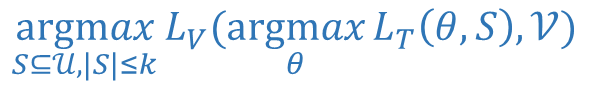 argmax L_V(argmax L_T(θ, S), 𝒱)
S⊆𝒰,|S|≤k θ